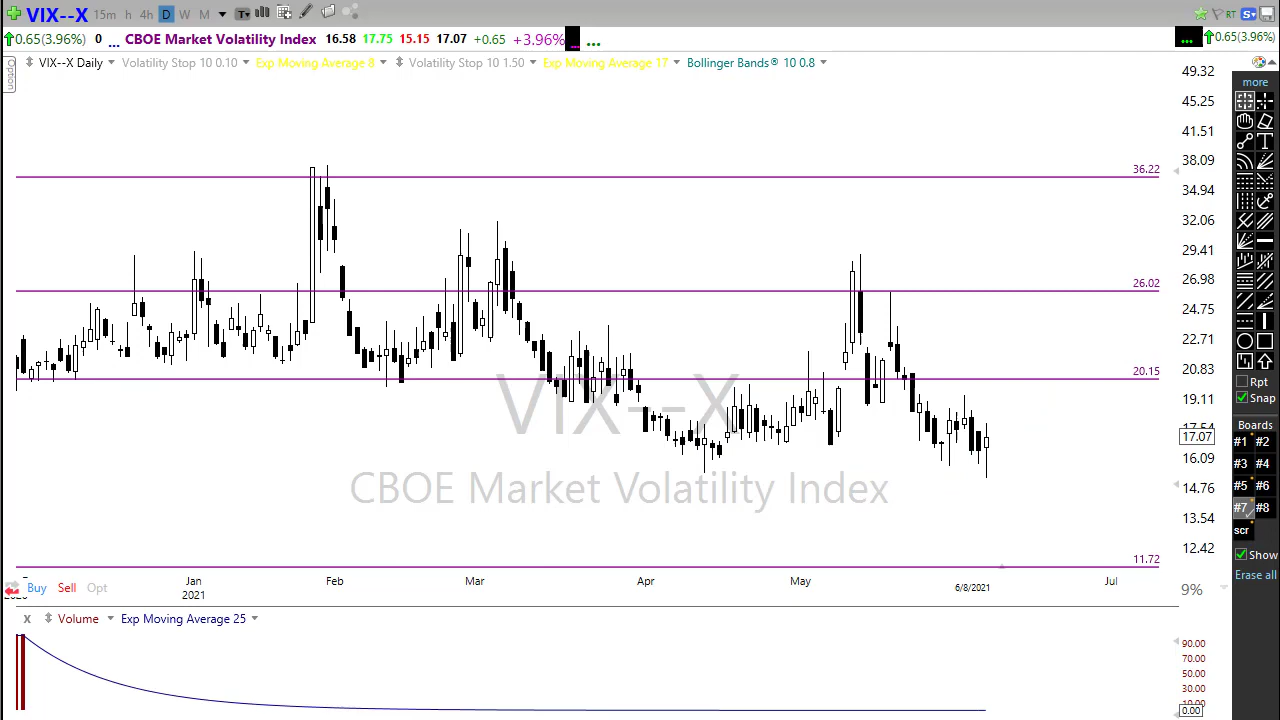 VIX--X 15m h 4h D W M T RT S
0.65(3.96%) 0 ... CBOE Market Volatility Index 16.58 17.75 15.15 17.07 +0.65 +3.96% ... ... 0.65(3.96%)
Option
VIX--X Daily Volatility Stop 10 0.10 Exp Moving Average 8 Volatility Stop 10 1.50 Exp Moving Average 17 Bollinger Bands® 10 0.8
49.32
more
45.25
41.51
38.09
36.22
34.94
32.06
29.41
26.98
26.02
24.75
22.71
20.83
20.15
Rpt
Snap
19.11
VIX--X
Boards
17.07
#1 #2
16.09
#3 #4
CBOE Market Volatility Index
14.76
#5 #6
#7 #8
13.54
scr
12.42
Show
11.72
Erase all
Jan Feb Mar Apr May 6/8/2021 Jul
2021
Buy Sell Opt
9%
X Volume Exp Moving Average 25
90.00
70.00
50.00
30.00
0.00